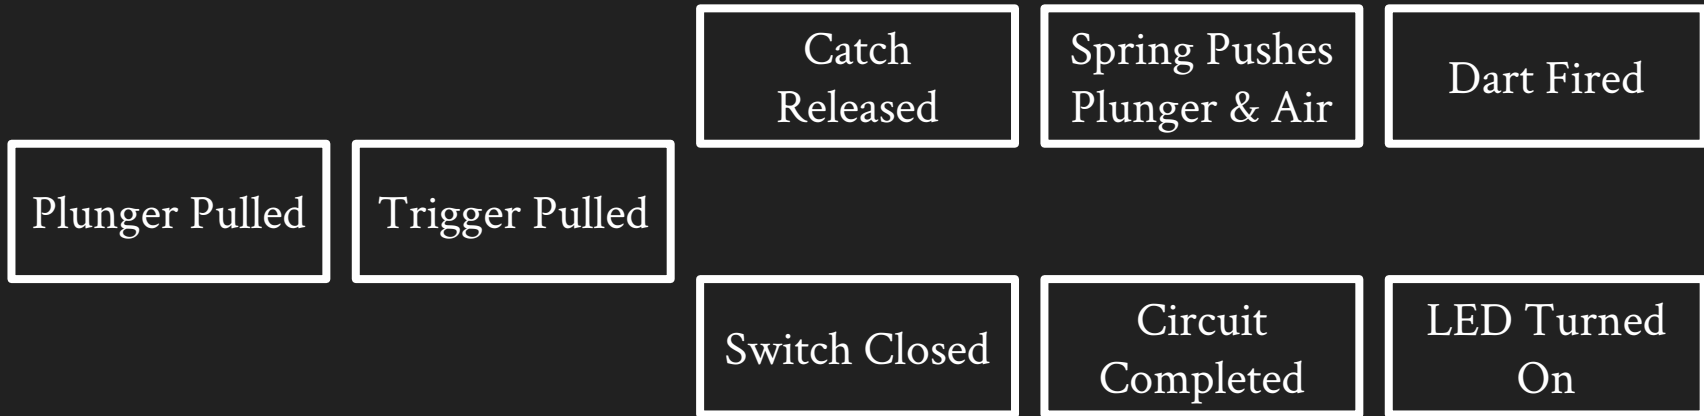 Plunger Pulled
Trigger Pulled
Catch
Released
Spring Pushes
Plunger & Air
Dart Fired
Switch Closed
Circuit
Completed
LED Turned
On